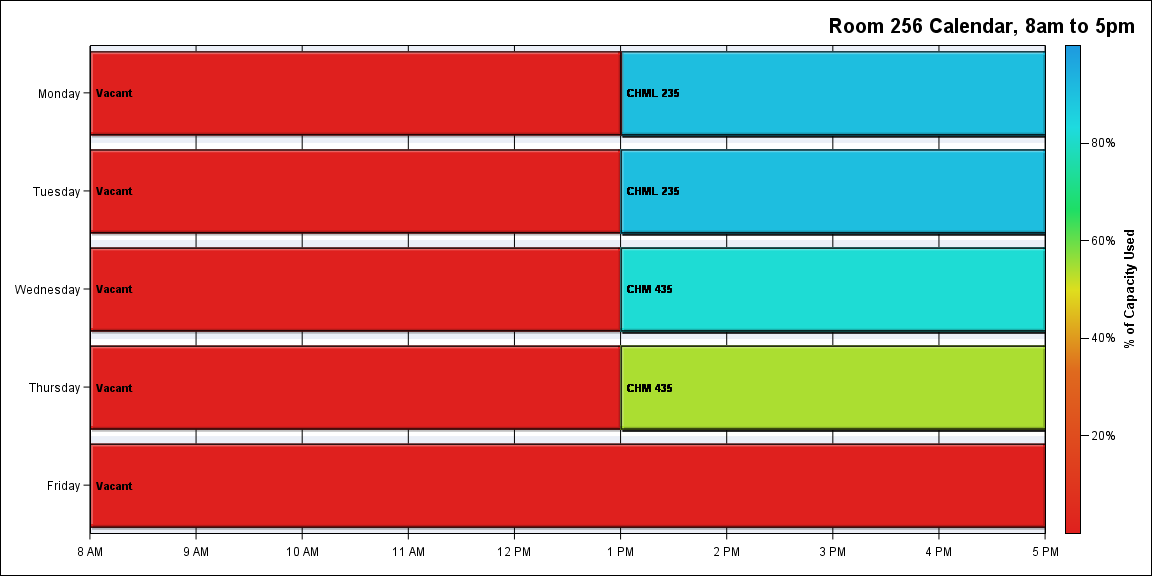 Room 256 Calendar, 8am to 5pm
Monday
Vacant
CHML 235
Tuesday
Vacant
CHML 235
Wednesday
Vacant
CHM 435
Thursday
Vacant
CHM 435
Friday
Vacant
8 AM 9 AM 10 AM 11 AM 12 PM 1 PM 2 PM 3 PM 4 PM 5 PM
80%
60%
40%
20%
% of Capacity Used